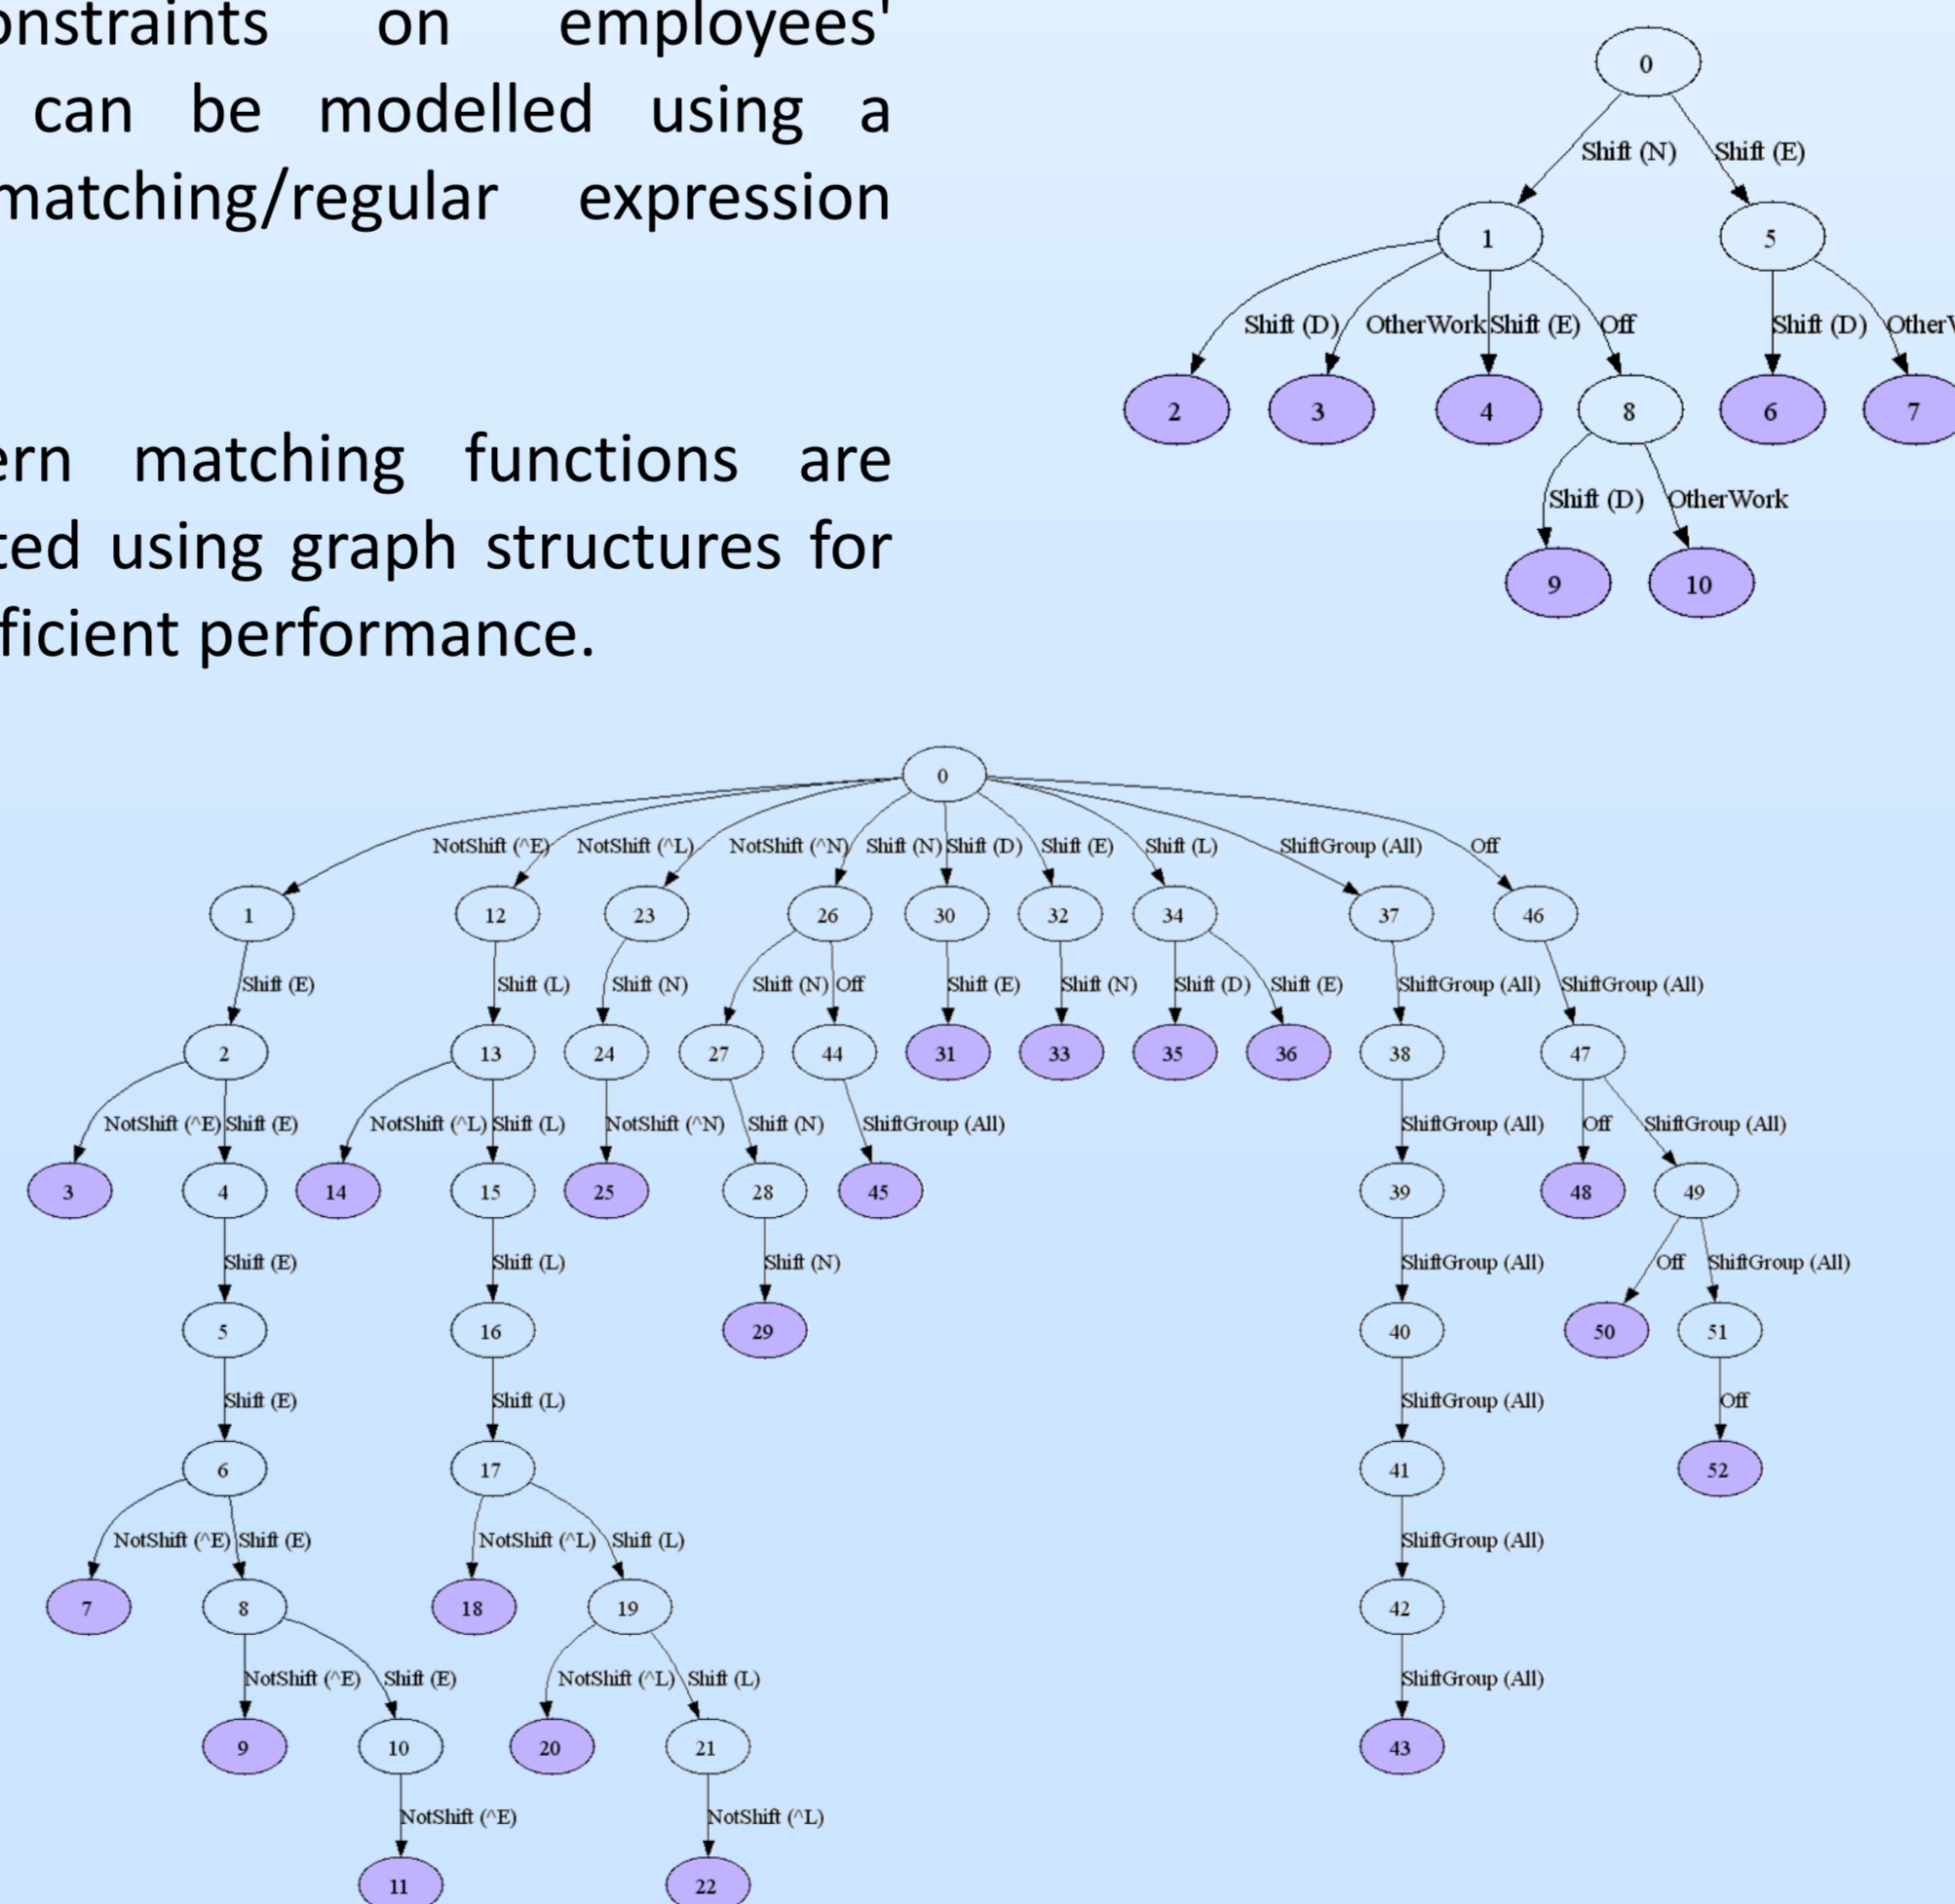 onstraints on employees'
can be modelled using a
matching/regular expression
ern matching functions are
ted using graph structures for
ficient performance.
0
Shift (N) Shift (E)
1 5
Shift (D) OtherWork Shift (E) Off Shift (D) OtherW
2 3 4 8 6 7
Shift (D) OtherWork
9 10
0
NotShift (^E) NotShift (^L) NotShift (^N) Shift (N) Shift (D) Shift (E) Shift (L) ShiftGroup (All) Off
1 12 23 26 30 32 34 37 46
Shift (E) Shift (L) Shift (N) Shift (N) Off Shift (E) Shift (N) Shift (D) Shift (E) ShiftGroup (All) ShiftGroup (All)
2 13 24 27 44 31 33 35 36 38 47
NotShift (^E) Shift (E) NotShift (^L) Shift (L) NotShift (^N) Shift (N) ShiftGroup (All) ShiftGroup (All) Off ShiftGroup (All)
3 4 14 15 25 28 45 39 48 49
Shift (E) Shift (L) Shift (N) ShiftGroup (All) Off ShiftGroup (All)
5 16 29 40 50 51
Shift (E) Shift (L) ShiftGroup (All) Off
6 17 41 52
NotShift (^E) Shift (E) NotShift (^L) Shift (L) ShiftGroup (All)
7 8 18 19 42
NotShift (^E) Shift (E) NotShift (^L) Shift (L) ShiftGroup (All)
9 10 20 21 43
NotShift (^E) NotShift (^L)
11 22